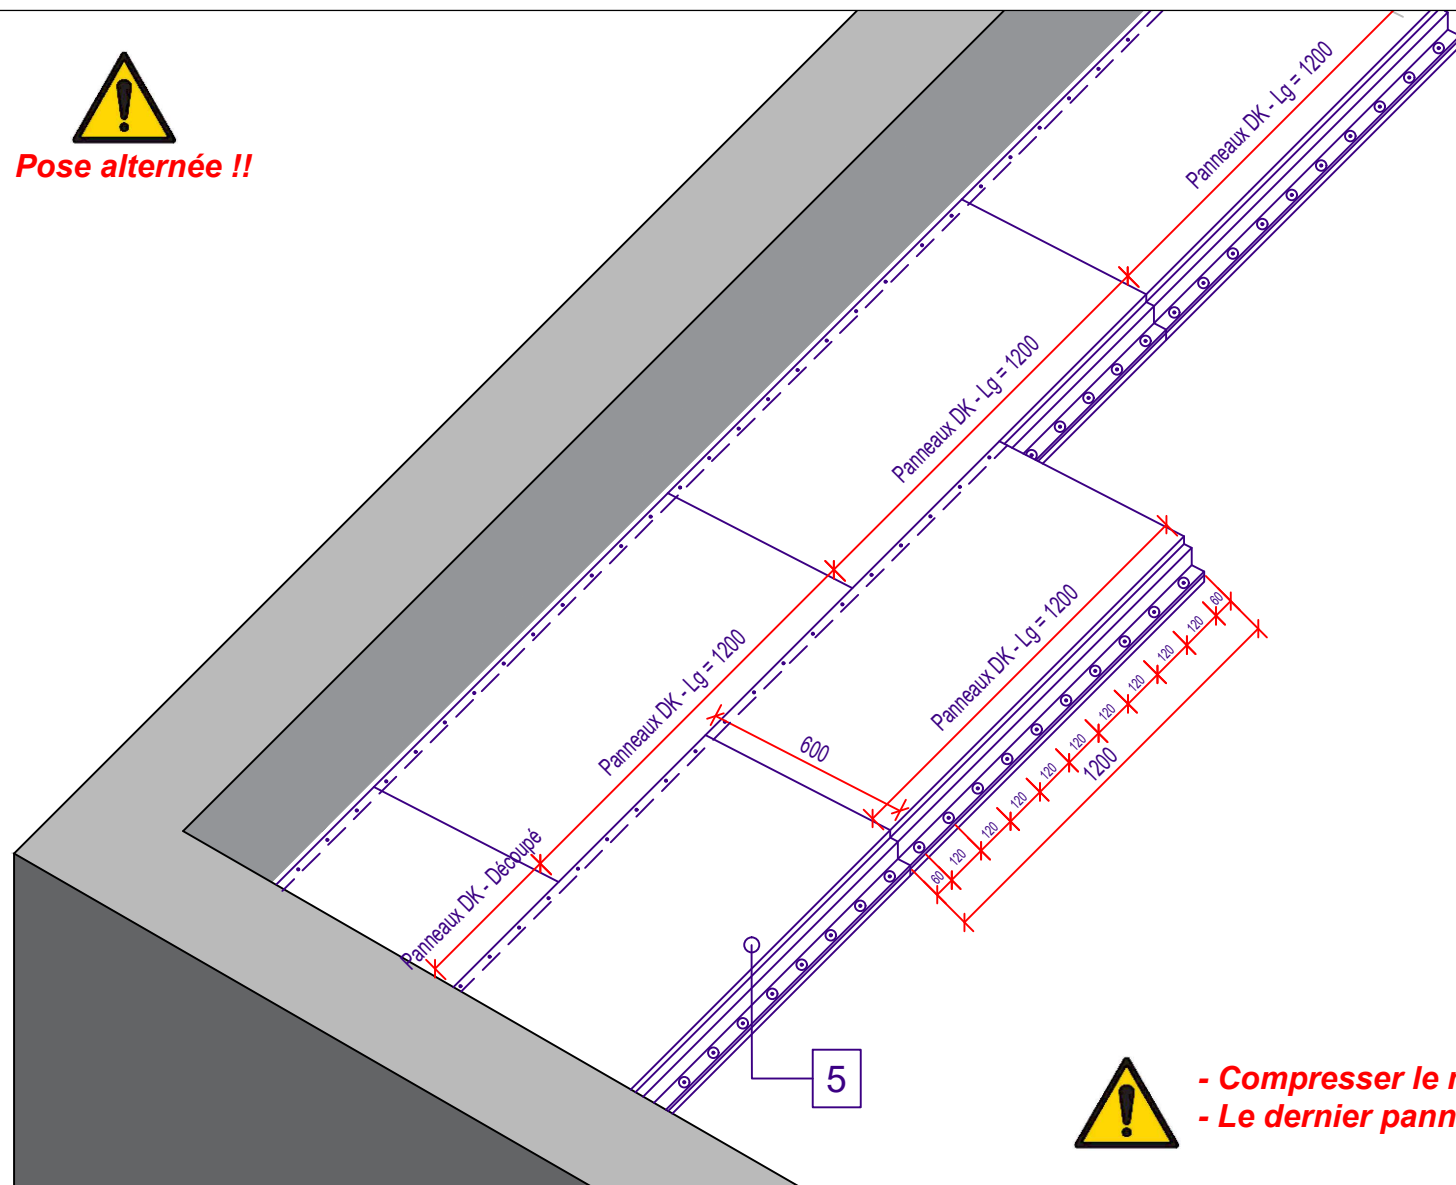 Pose alternée !!
Panneaux DK - Lg = 1200
Panneaux DK - Lg = 1200
Panneaux DK - Lg = 1200
Panneaux DK - Lg = 1200
Panneaux DK - Découpé
600
60
120
120
120
120
120
120
120
120
120
60
1200
5
- Compresser le
- Le dernier